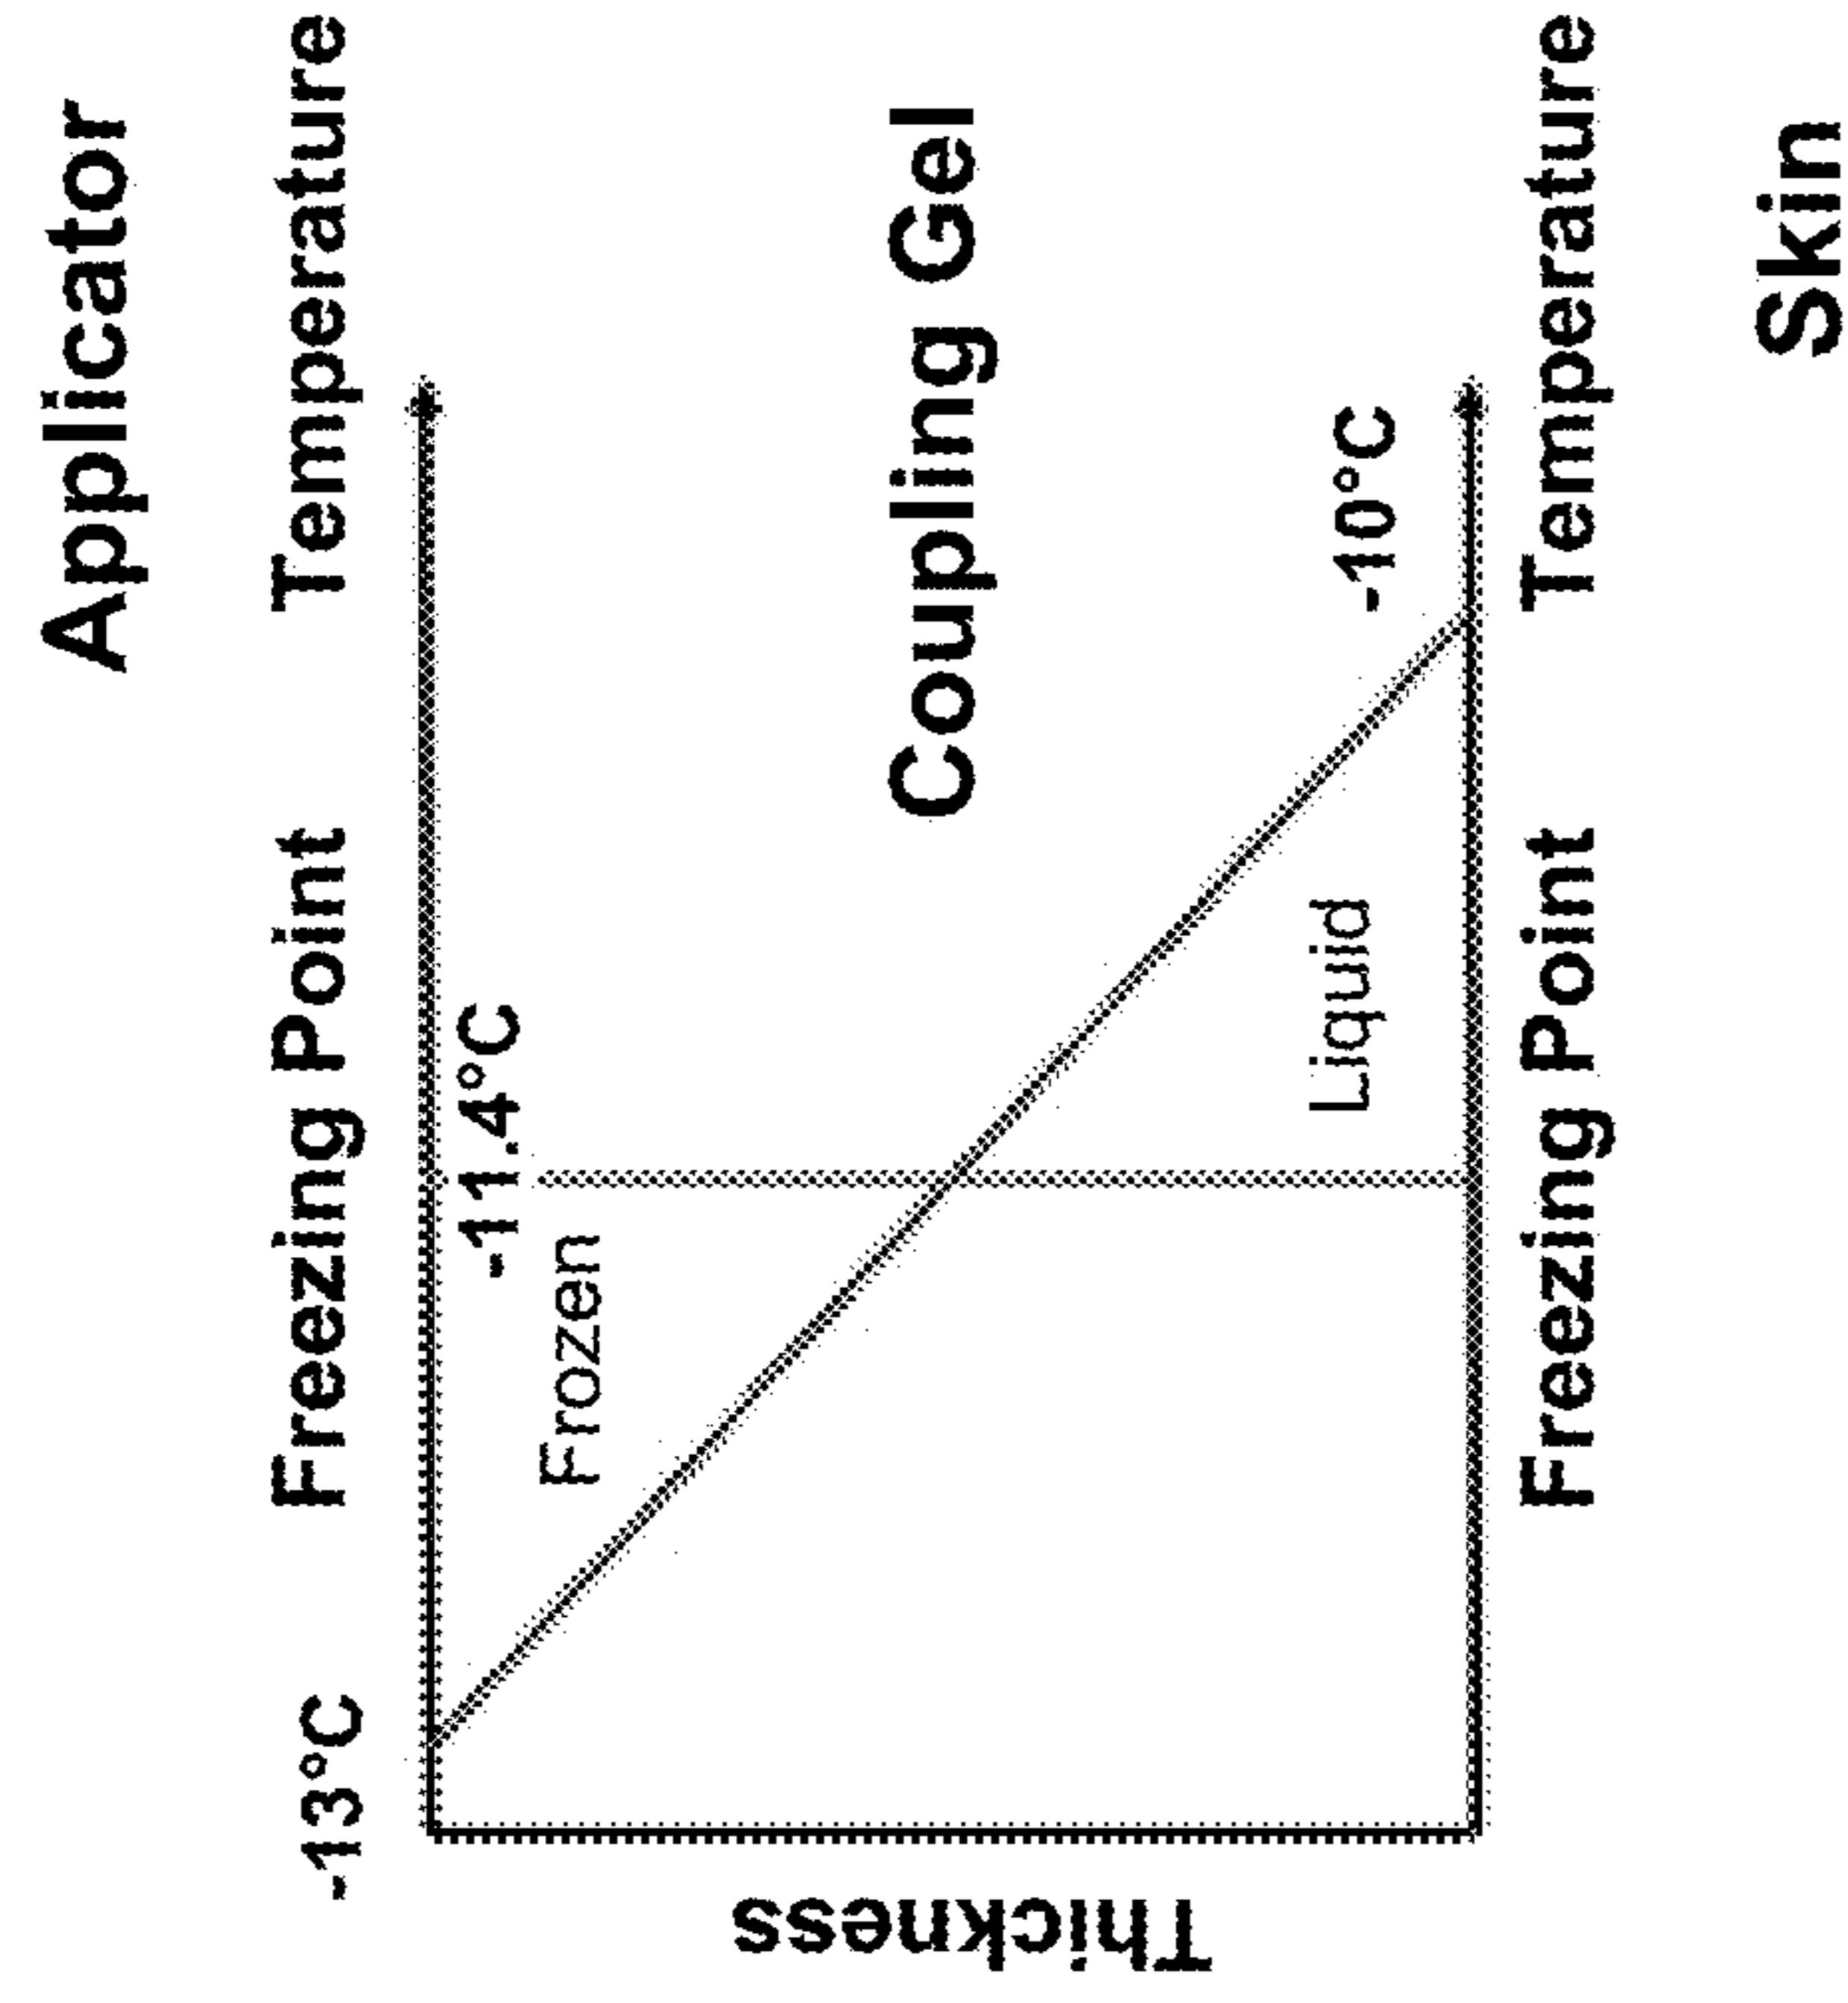 Applicator
Freezing Point
Temperature
-13°C
-11.4°C
Frozen
Coupling Gel
Thickness
Liquid
-10°C
Freezing Point
Temperature
Skin